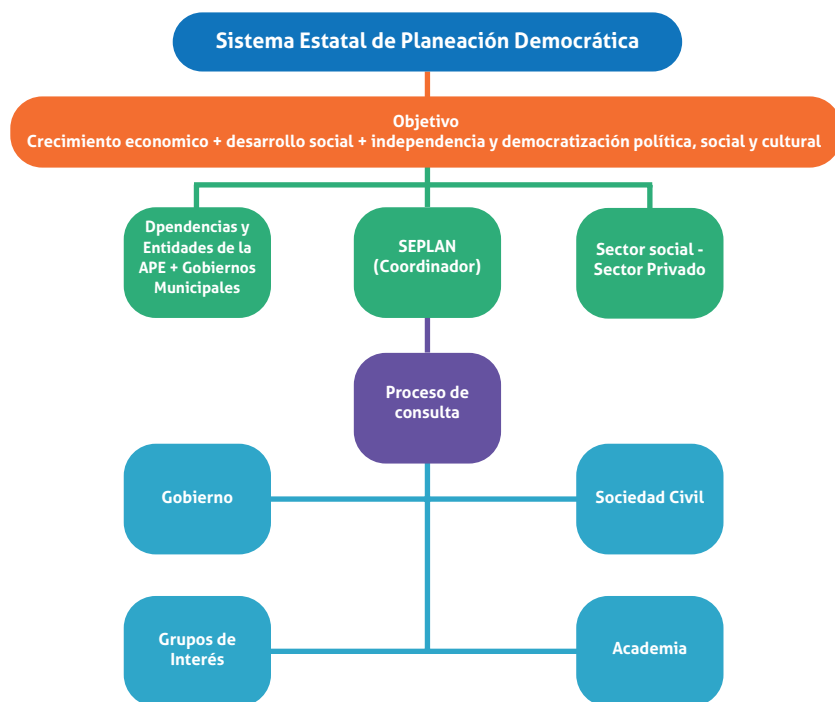 Sistema Estatal de Planeación Democrática
Objetivo
Crecimiento economico + desarrollo social + independencia y democratización política, social y cultural
Dpendencias y
Entidades de la
APE + Gobiernos
Municipales
SEPLAN
(Coordinador)
Sector social -
Sector Privado
Proceso de
consulta
Gobierno
Sociedad Civil
Grupos de
Interés
Academia